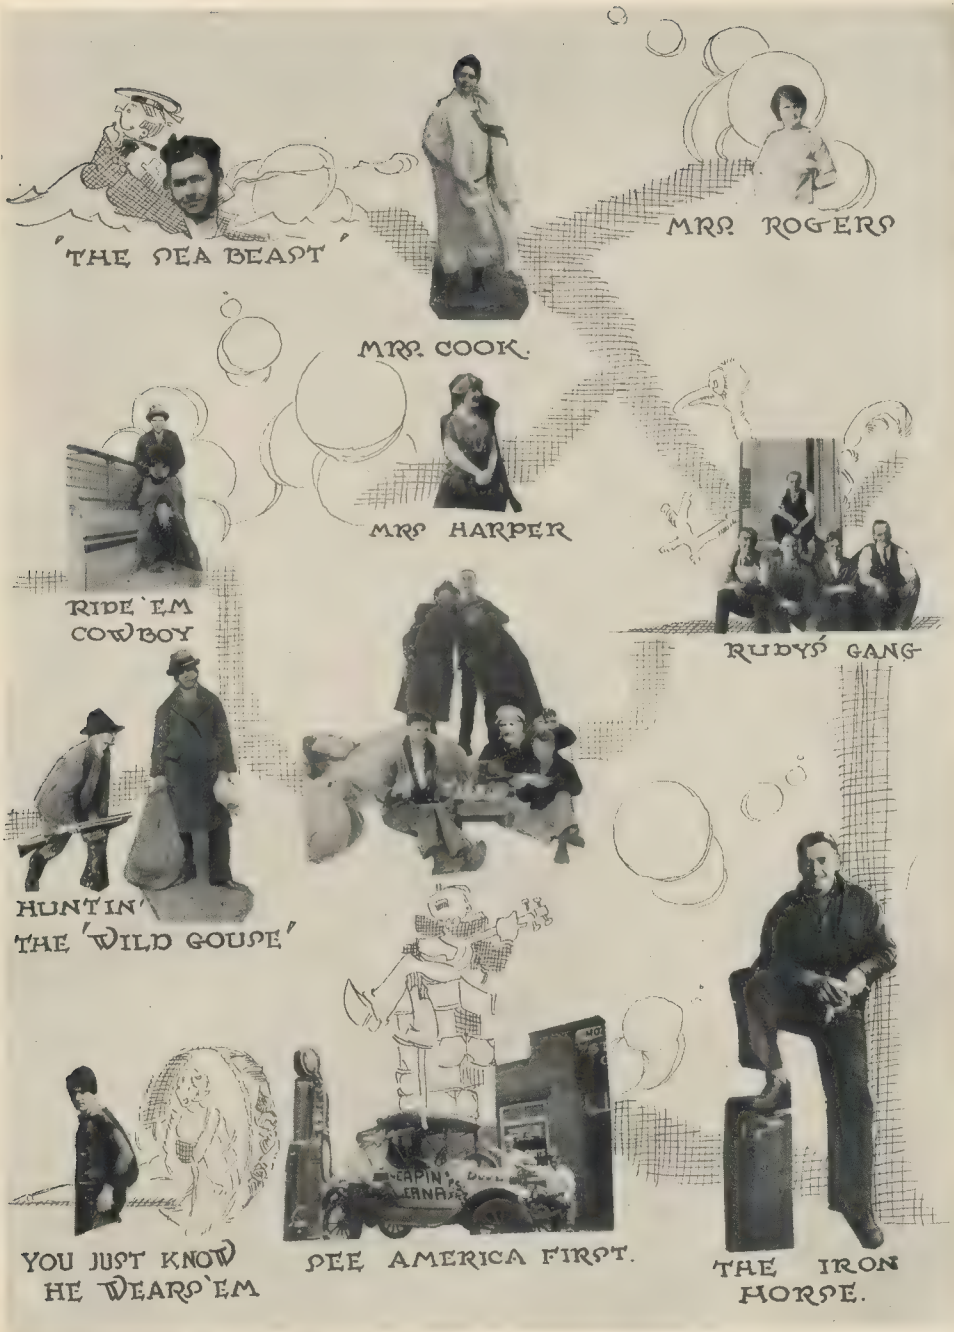 'THE SEA BEAST'
MRS. ROGERS
MRS. COOK.
MRS HARPER
RIDE 'EM
COWBOY
RUDYS' GANG
HUNTIN'
THE 'WILD GOUSE'
YOU JUST KNOW
HE WEARS 'EM
SEE AMERICA FIRST.
THE IRON
HORSE.